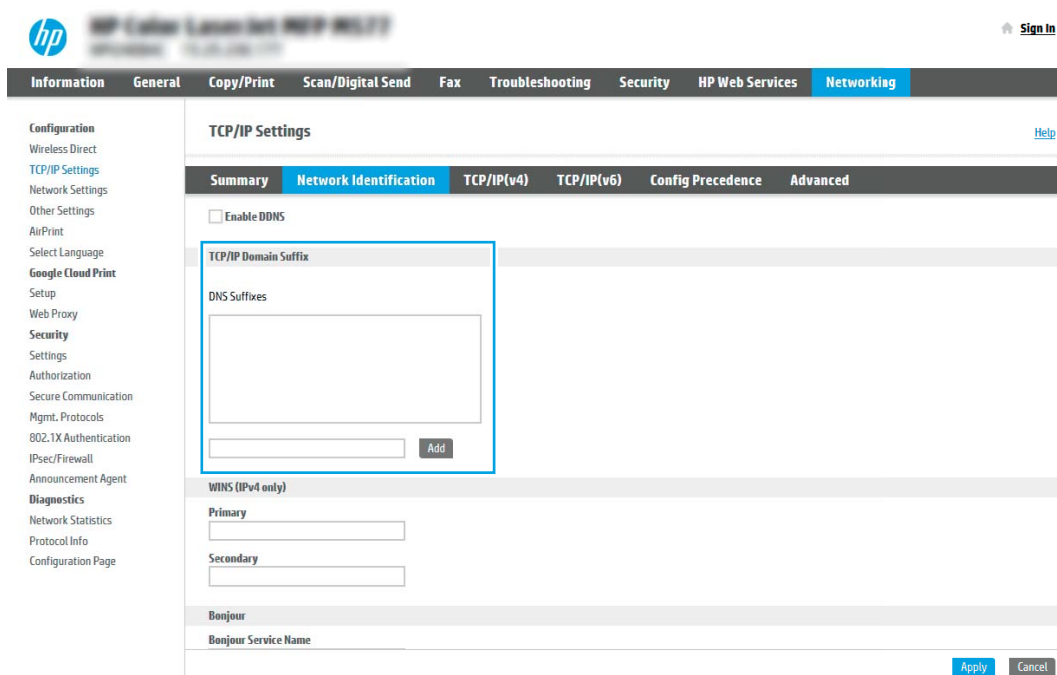 hp
Sign In
Information General Copy/Print Scan/Digital Send Fax Troubleshooting Security HP Web Services Networking
Configuration
Wireless Direct
TCP/IP Settings
Network Settings
Other Settings
AirPrint
Select Language
Google Cloud Print
Setup
Web Proxy
Security
Settings
Authorization
Secure Communication
Mgmt. Protocols
802.1X Authentication
IPsec/Firewall
Announcement Agent
Diagnostics
Network Statistics
Protocol Info
Configuration Page
TCP/IP Settings
Help
Summary Network Identification TCP/IP(v4) TCP/IP(v6) Config Precedence Advanced
Enable DDNS
TCP/IP Domain Suffix
DNS Suffixes
Add
WINS (IPv4 only)
Primary
Secondary
Bonjour
Bonjour Service Name
Apply Cancel